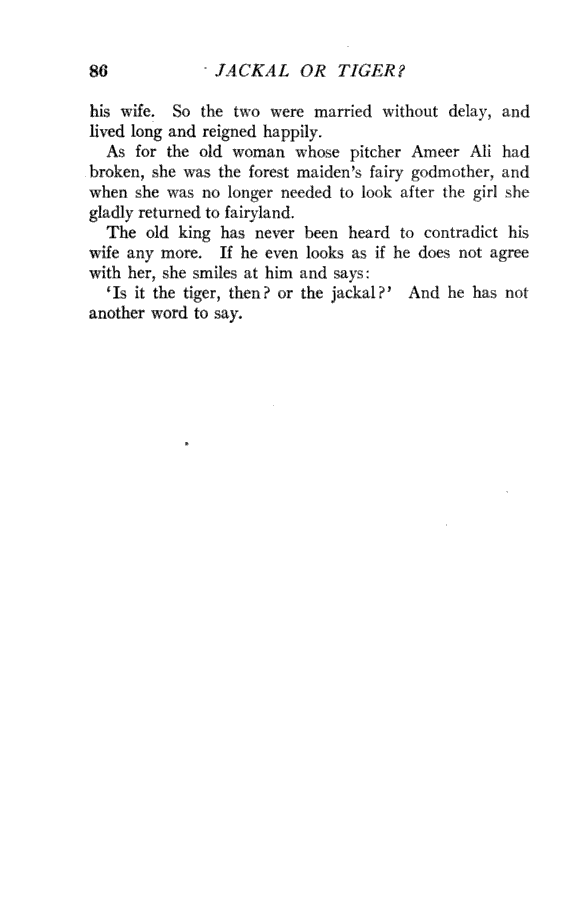 86 JACKAL OR TIGER?
his wife. So the two were married without delay, and
lived long and reigned happily.
As for the old woman whose pitcher Ameer Ali had
broken, she was the forest maiden's fairy godmother, and
when she was no longer needed to look after the girl she
gladly returned to fairyland.
The old king has never been heard to contradict his
wife any more. If he even looks as if he does not agree
with her, she smiles at him and says:
‘Is it the tiger, then? or the jackal?’ And he has not
another word to say.